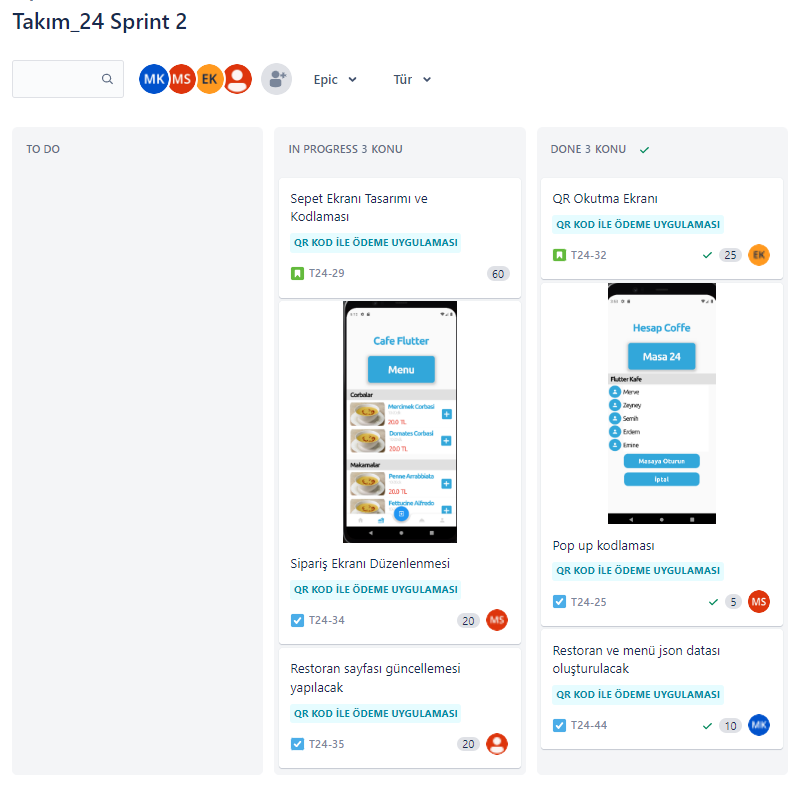 Takım_24 Sprint 2
MK MS EK
Epic
Tür
TO DO
IN PROGRESS 3 KONU
Sepet Ekranı Tasarımı ve
Kodlaması
QR KOD İLE ÖDEME UYGULAMASI
T24-29
60
Cafe Flutter
Menu
Corbalar
Mercimek Corbasi
20.0 TL
Domates Corbasi
20.0 TL
Makarnalar
Penne Arrabbiata
20.0 TL
Fettucine Alfredo
Sipariş Ekranı Düzenlenmesi
QR KOD İLE ÖDEME UYGULAMASI
T24-34
20
MS
Restoran sayfası güncellemesi
yapılacak
QR KOD İLE ÖDEME UYGULAMASI
T24-35
20
DONE 3 KONU
QR Okutma Ekranı
QR KOD İLE ÖDEME UYGULAMASI
T24-32
25
EK
Hesap Coffe
Masa 24
Flutter Kafe
Merve
Zeyney
Semih
Erdem
Emine
Masaya Oturun
İptal
Pop up kodlaması
QR KOD İLE ÖDEME UYGULAMASI
T24-25
5
MS
Restoran ve menü json datası
oluşturulacak
QR KOD İLE ÖDEME UYGULAMASI
T24-44
10
MK